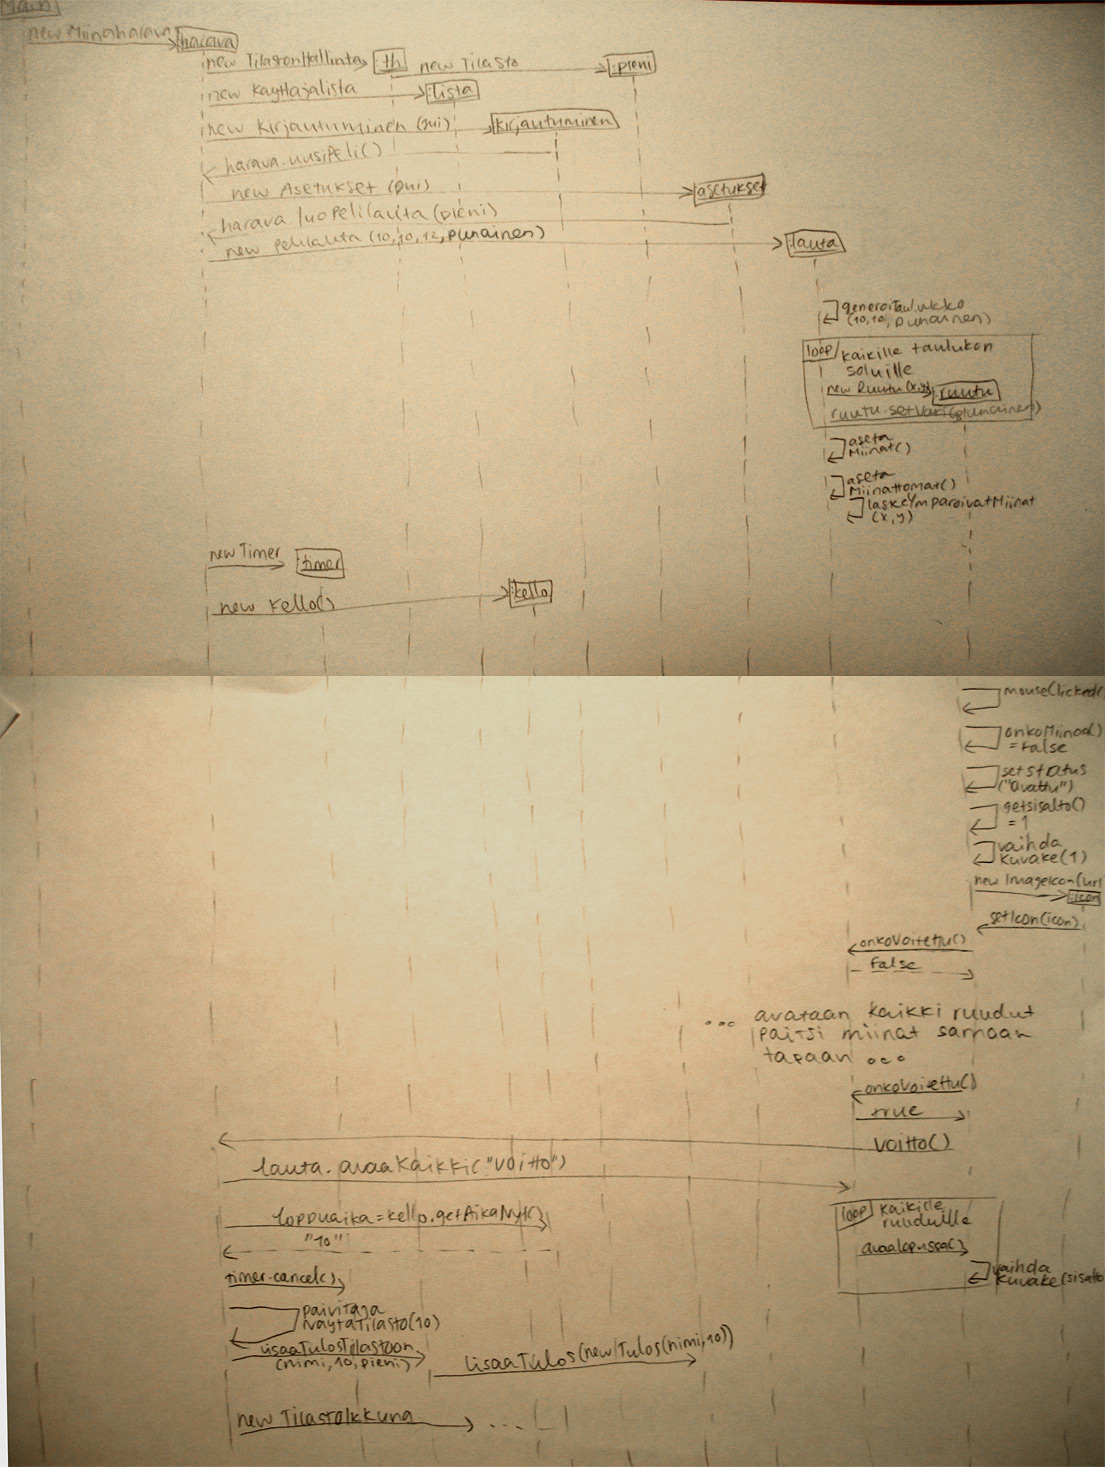 Main
new Miinaharava
:harava
new TilastonHallinta
:th
new Tilasto
:pieni
new Kayttajalista
:lista
new Kirjautuminen (gui)
kirjautuminen
harava.uusiPeli()
new Asetukset (gui)
:asetukset
harava.luoPelilauta(pieni)
new Pelilauta (10,10,12,punainen)
:lauta
generoiTaulukko
(10,10, punainen)
loop
kaikille taulukon
soluille
new Ruutu(x,y)
:ruutu
ruutu.setVari(punainen)
aseta
Miinat()
aseta
Miinattomat()
laskeYmparoivatMiinat
(x,y)
new Timer
:timer
new Kello()
:kello
mouseClicked(
onkoMiinaa()
=false
setStatus
("avattu")
getsisalto()
=1
vaihda
Kuvake(1)
new ImageIcon(url
:icon
setIcon(icon)
onkoVoitettu()
false
... avataan kaikki ruudut
paitsi miinat samaan
tapaan ...
onkoVoitettu()
true
voitto()
lauta.avaaKaikki("voitto")
loop
kaikille
ruuduille
loppuaika=kello.getAikaNyt()
"10"
avaaLopussa()
vaihda
Kuvake(sisalto
timer.cancel()
paivitaJa
NaytaTilasto(10)
lisaaTulosTilastoon
(nimi,10,pieni)
lisaaTulos(new Tulos(nimi,10))
new TilastoIkkuna
...